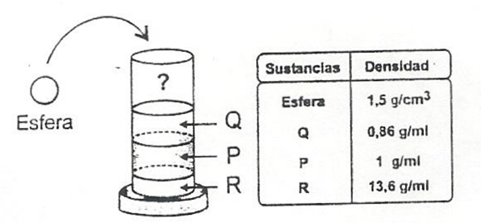 ?
Esfera
Q
P
R
Sustancias Densidad
Esfera 1,5 g/cm³
Q 0,86 g/ml
P 1 g/ml
R 13,6 g/ml